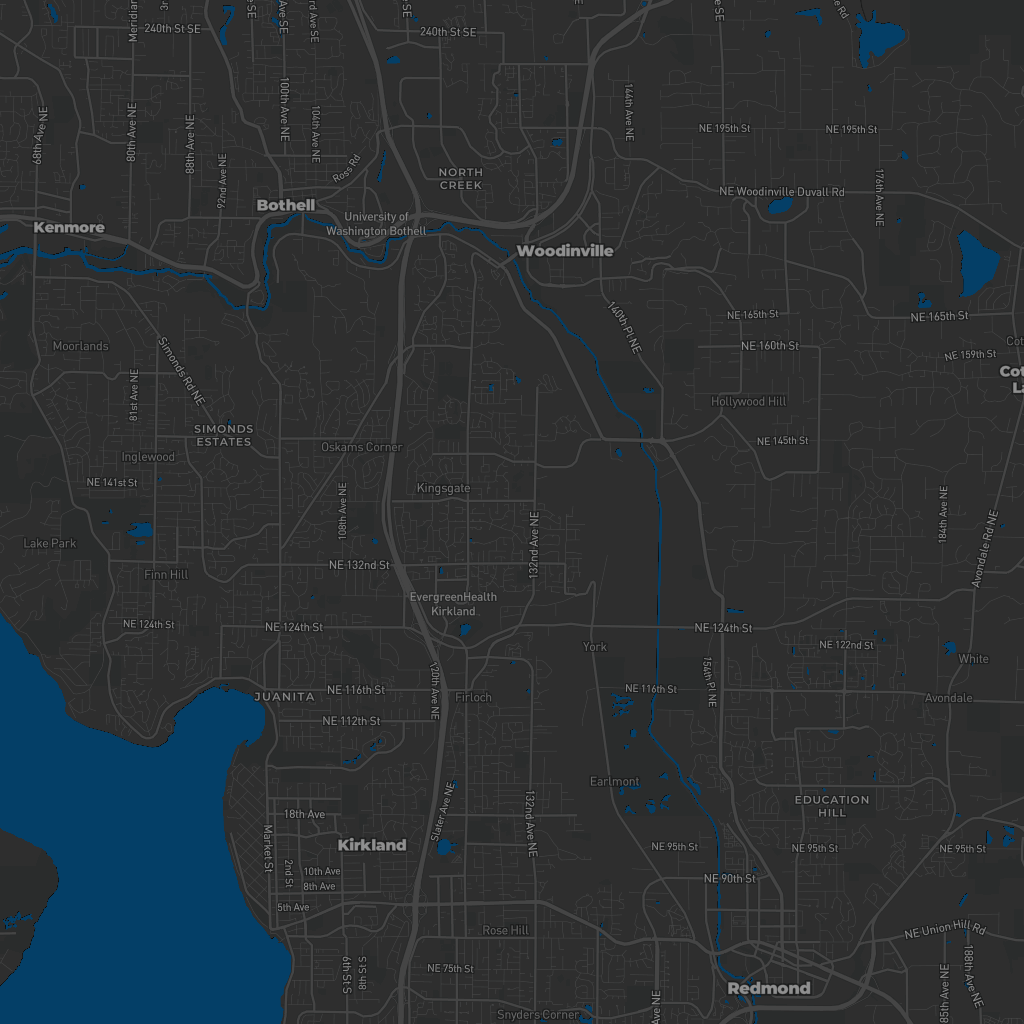 240th St SE
240th St SE
100th Ave NE
104th Ave NE
68th Ave NE
80th Ave NE
88th Ave NE
92nd Ave NE
144th Ave NE
NE 195th St
NE 195th St
Ross Rd
NORTH
CREEK
176th Ave NE
NE Woodinville Duvall Rd
Bothell
University of
Washington Bothell
Kenmore
Woodinville
140th Pl NE
NE 165th St
NE 165th St
Moorlands
Simonds Rd NE
NE 160th St
NE 159th St
81st Ave NE
Hollywood Hill
SIMONDS
ESTATES
Oskams Corner
NE 145th St
Inglewood
NE 141st St
Kingsgate
108th Ave NE
132nd Ave NE
184th Ave NE
Avondale Rd NE
Lake Park
Finn Hill
NE 132nd St
EvergreenHealth
Kirkland
NE 124th St
NE 124th St
NE 124th St
York
NE 122nd St
White
154th Pl NE
120th Ave NE
JUANITA
NE 116th St
Firloch
NE 116th St
Avondale
NE 112th St
Earlmont
Slater Ave NE
132nd Ave NE
EDUCATION
HILL
18th Ave
Market St
Kirkland
NE 95th St
NE 95th St
NE 95th St
2nd St
10th Ave
8th Ave
NE 90th St
5th Ave
Rose Hill
NE Union Hill Rd
6th St S
8th St S
NE 75th St
188th Ave NE
Redmond
Snyders Corner